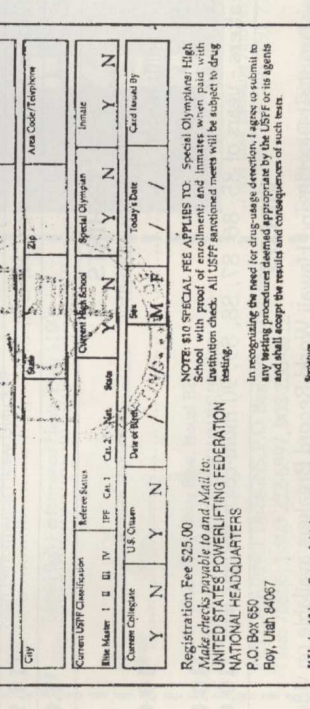 City State Zip Area Code/Telephone
Current USPF Classification Referee Status Current High School Special Olympian Inmate
Elite Master I II III IV IPF Cat. 1 Cat. 2 Nat. State Y N Y N Y N
Current Collegiate U.S. Citizen Date of Birth Sex Today's Date Card Issued By
Y N Y N / / M F / /
Registration Fee $25.00
Make checks payable to and Mail to:
UNITED STATES POWERLIFTING FEDERATION
NATIONAL HEADQUARTERS
P.O. Box 650
Roy, Utah 84067
NOTE: $10 SPECIAL FEE APPLIES TO: Special Olympians; High
School with proof of enrollment; and Inmates when paid with
Institution check. All USPF sanctioned meets will be subject to drug
testing.
In recognizing the need for drug-usage detection, I agree to submit to
any testing procedures deemed appropriate by the USPF or its agents
and shall accept the results and consequences of such tests.